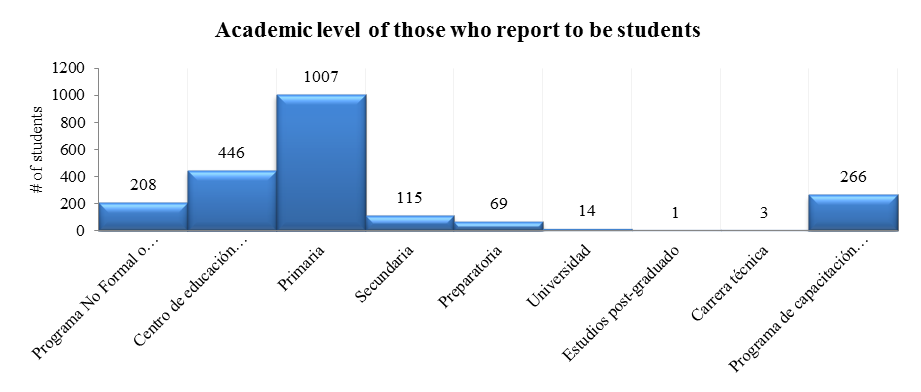 Academic level of those who report to be students
# of students
1200
1000
800
600
400
200
0
208
446
1007
115
69
14
1
3
266
Programa No Formal o…
Centro de educación…
Primaria
Secundaria
Preparatoria
Universidad
Estudios post-graduado
Carrera técnica
Programa de capacitación…